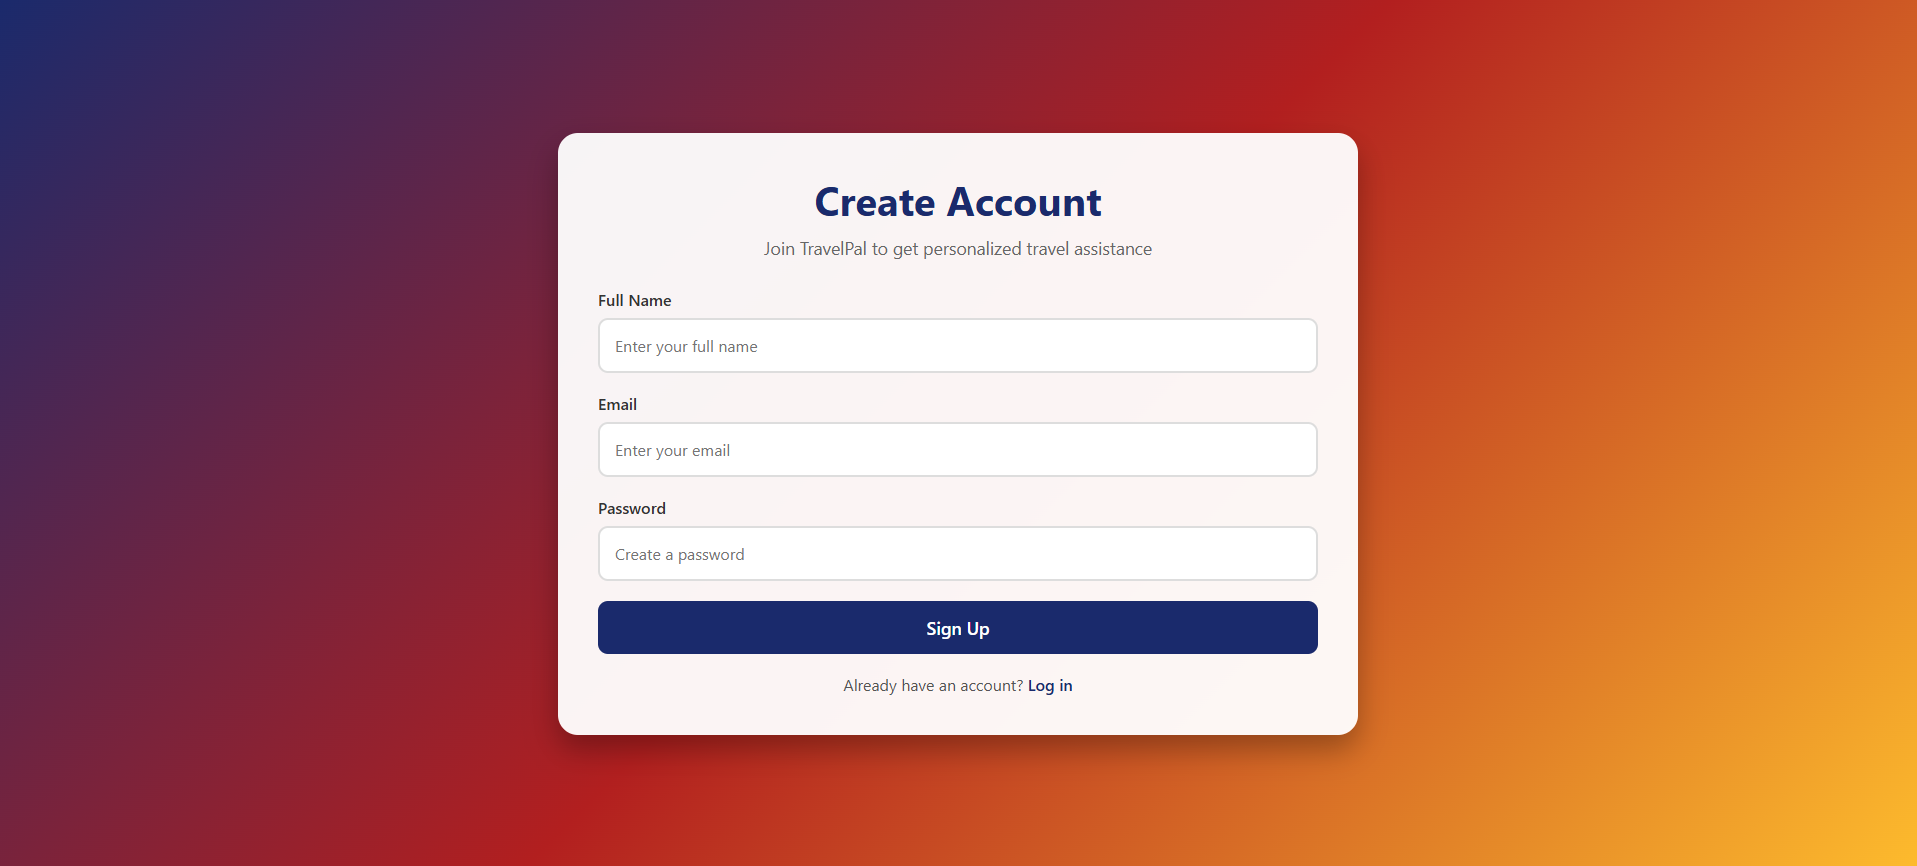 Create Account
Join TravelPal to get personalized travel assistance
Full Name
Enter your full name
Email
Enter your email
Password
Create a password
Sign Up
Already have an account? Log in